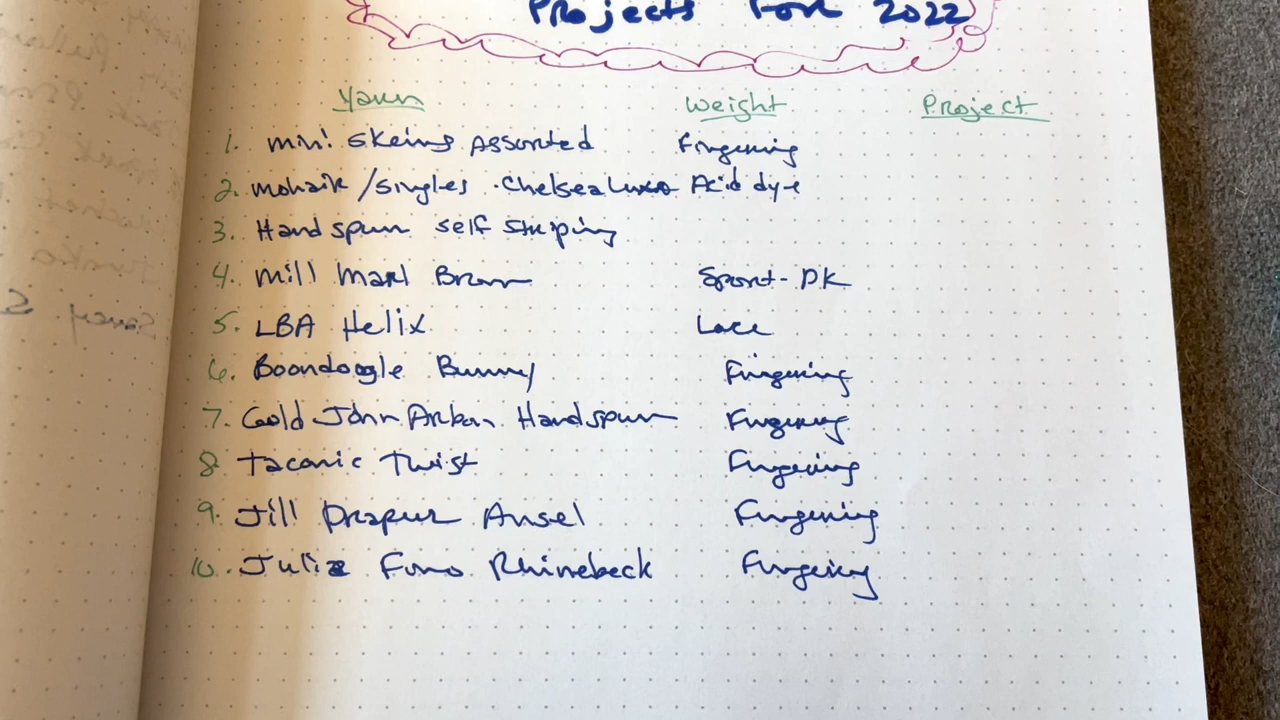 Projects For 2022
Yarn Weight Project
1. mini skeins Assorted Fingering
2. mohair/singles · Chelsea Luxe Acid dye
3. Handspun self striping
4. Mill Marl Brown Sport-DK
5. LBA Helix Lace
6. Boondoggle Bunny Fingering
7. Gold John Arbon Handspun Fingering
8. Taconic Twist Fingering
9. Jill Draper Ansel Fingering
10. Julie Rhinebeck Fingering